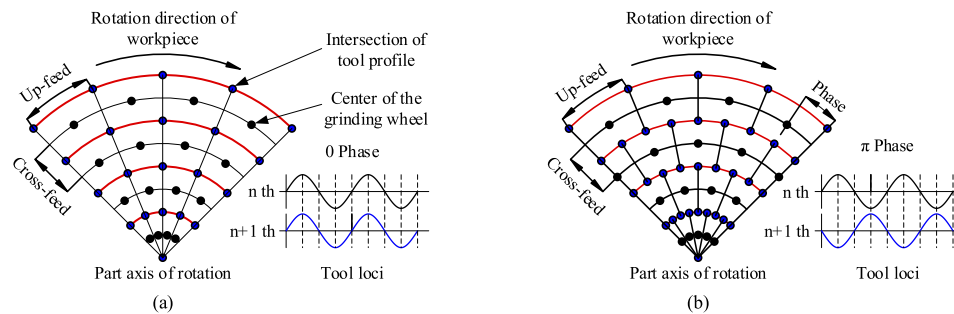 Rotation direction of
workpiece
Up-feed
Cross-feed
Intersection of
tool profile
Center of the
grinding wheel
0 Phase
n th
n+1 th
Part axis of rotation
Tool loci
(a)
Rotation direction of
workpiece
Up-feed
Cross-feed
Phase
π Phase
n th
n+1 th
Part axis of rotation
Tool loci
(b)